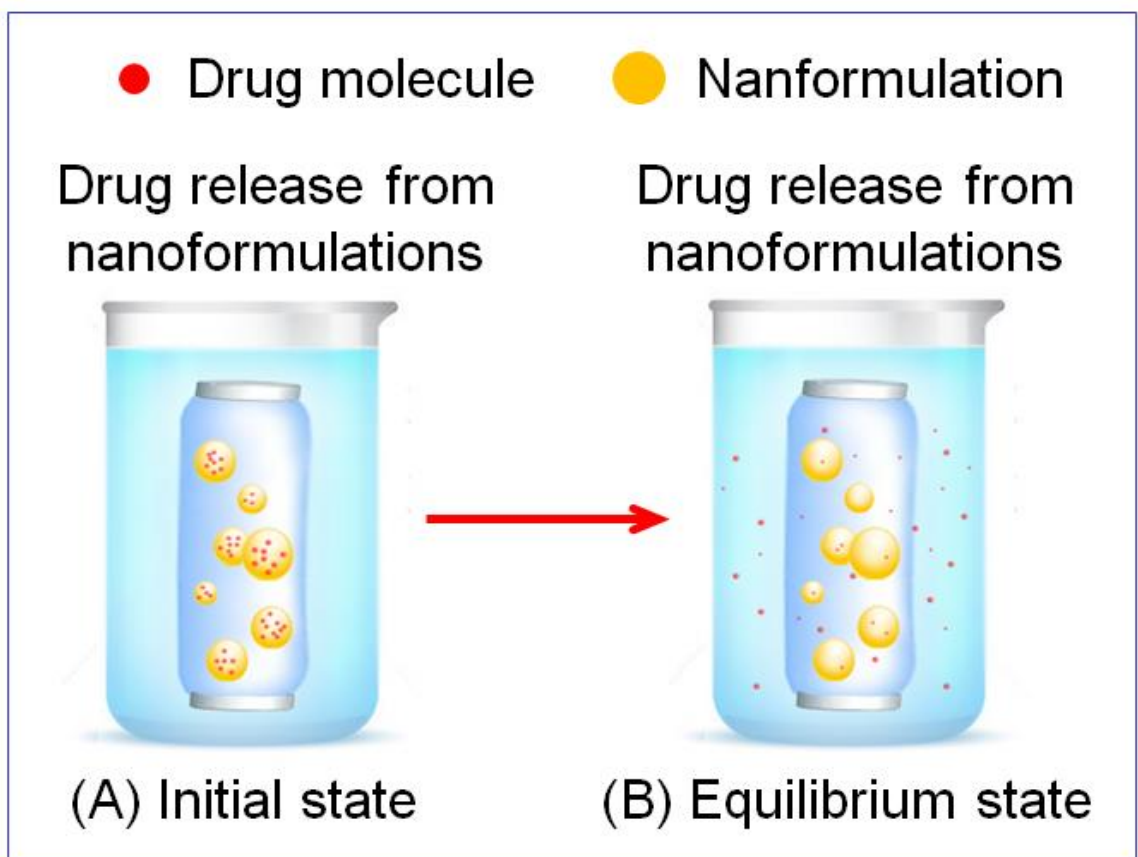 Drug molecule
Nanformulation
Drug release from
nanoformulations
Drug release from
nanoformulations
(A) Initial state
(B) Equilibrium state